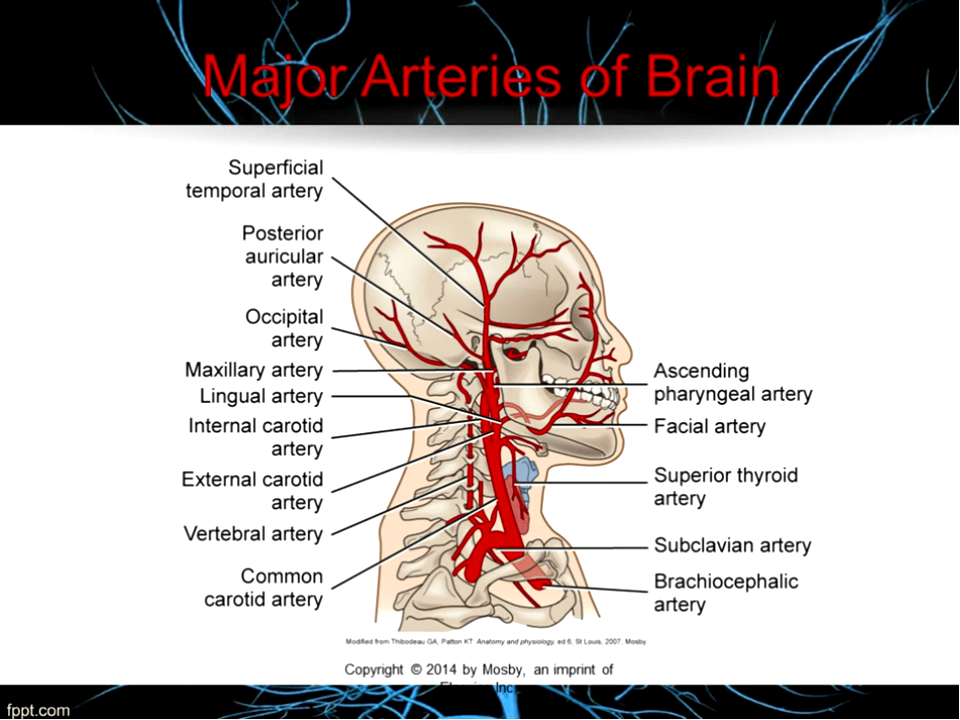 Major Arteries of Brain
Superficial
temporal artery
Posterior
auricular
artery
Occipital
artery
Maxillary artery
Lingual artery
Internal carotid
artery
External carotid
artery
Vertebral artery
Common
carotid artery
Ascending
pharyngeal artery
Facial artery
Superior thyroid
artery
Subclavian artery
Brachiocephalic
artery
Modified from Thibodeau GA, Patton KT Anatomy and physiology, ed 6, St Louis, 2007, Mosby
Copyright © 2014 by Mosby, an imprint of
Inc
fppt.com